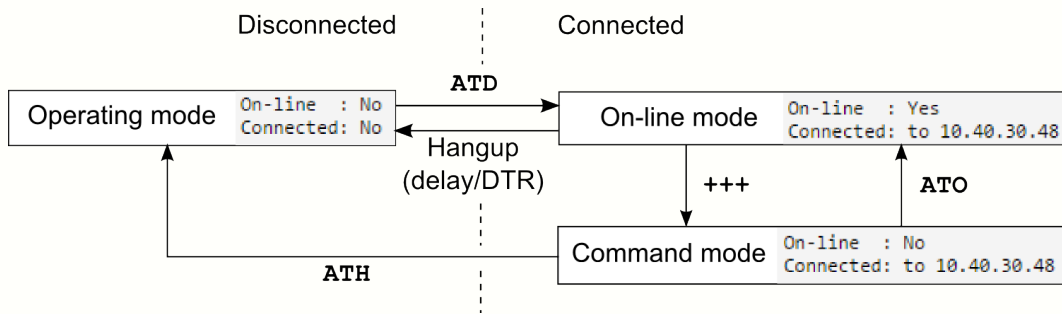 Disconnected
Connected
ATD
Operating mode
On-line  : No
Connected: No
On-line mode
On-line  : Yes
Connected: to 10.40.30.48
Hangup
(delay/DTR)
+++
ATO
Command mode
On-line  : No
Connected: to 10.40.30.48
ATH